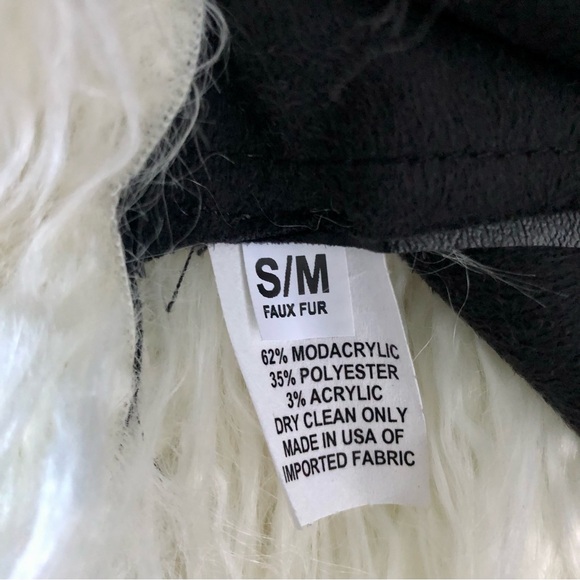 S/M
FAUX FUR
62% MODACRYLIC
35% POLYESTER
3% ACRYLIC
DRY CLEAN ONLY
MADE IN USA OF
IMPORTED FABRIC